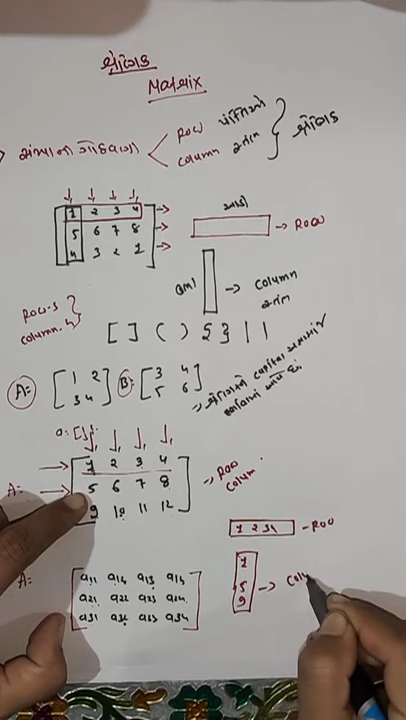 શ્રેણિક
Matrix
સંખ્યાની ગોઠવણી
Row
column સ્તંભ
શ્રેણિક
1 2 3 4
5 6 7 8
4 3 2 1
આડી
→ Row
ઊભી
→ column
સ્તંભ
Row-3
column-4
[ ] ( ) { } | |
A: [ 1 2
3 4 ]
B: [ 3 4
5 6 ]
A: 1 2 3 4
5 6 7 8
9 10 11 12
Row
Column
1 2 3 4 - Row
1
5
9
→ Colu
A: a11 a12 a13 a14
a21 a22 a23 a24
a31 a32 a33 a34